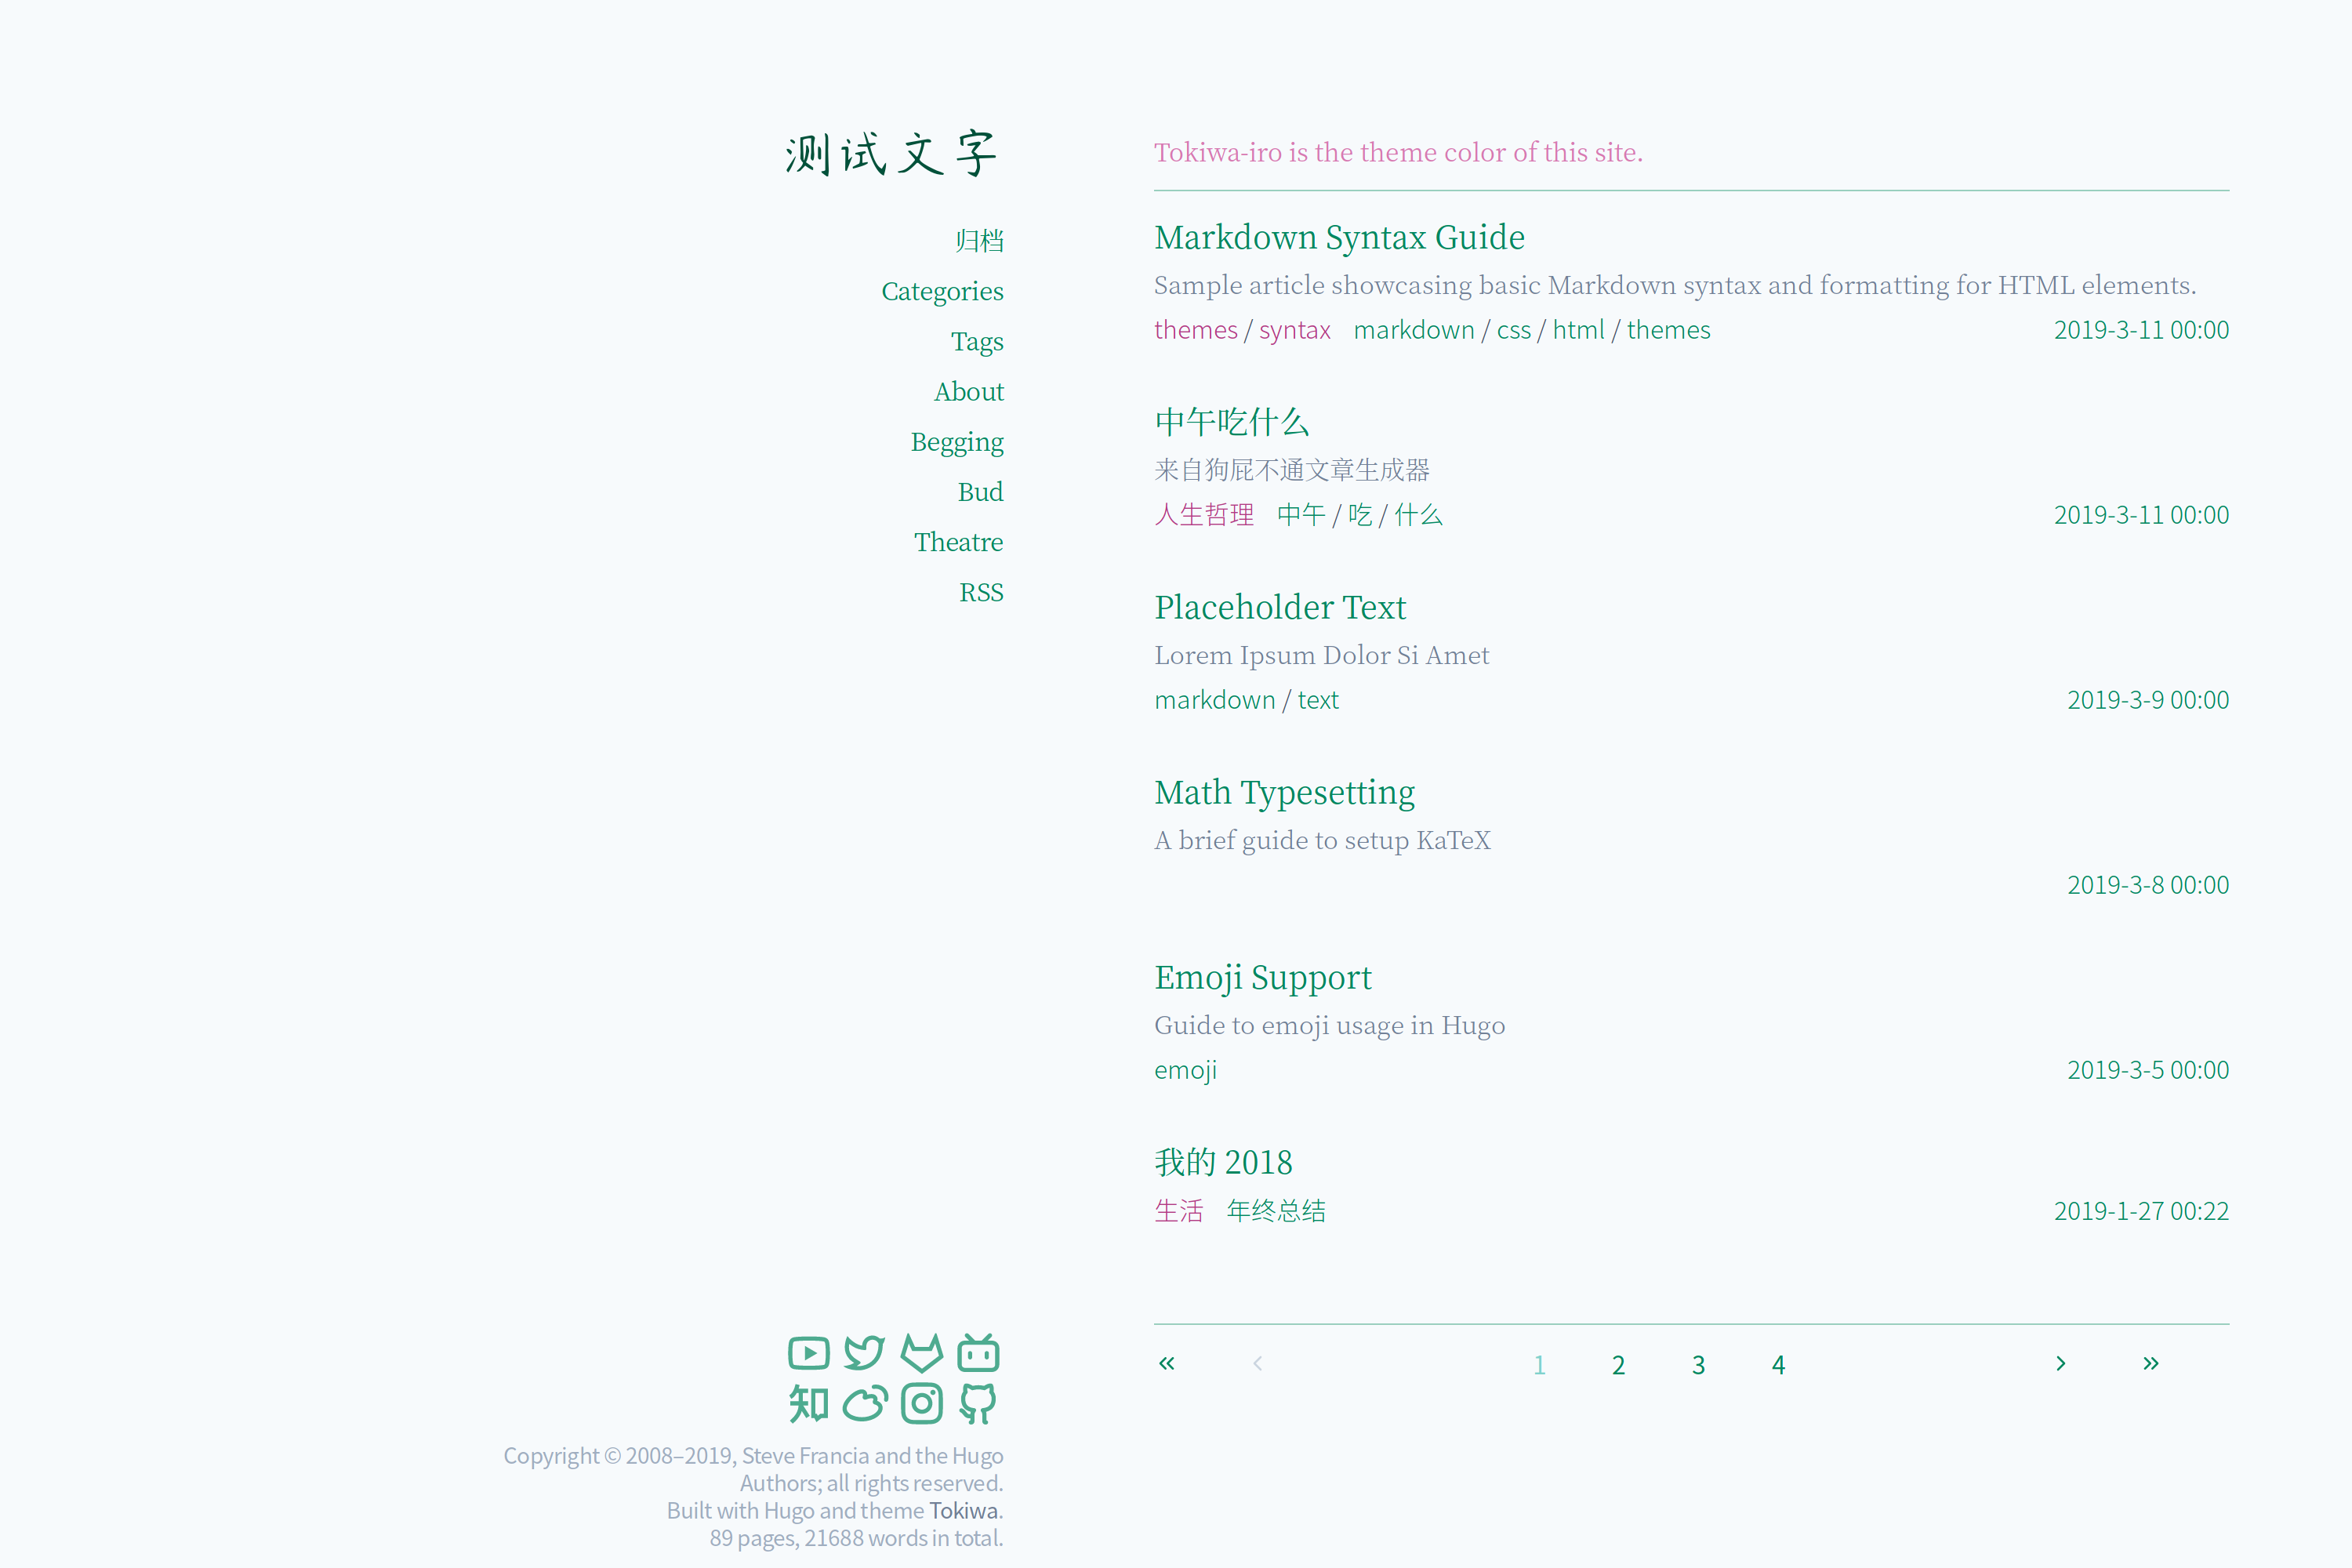 测试文字
归档
Categories
Tags
About
Begging
Bud
Theatre
RSS
Tokiwa-iro is the theme color of this site.
Markdown Syntax Guide
Sample article showcasing basic Markdown syntax and formatting for HTML elements.
themes / syntax markdown / css / html / themes 2019-3-11 00:00
中午吃什么
来自狗屁不通文章生成器
人生哲理 中午 / 吃 / 什么 2019-3-11 00:00
Placeholder Text
Lorem Ipsum Dolor Si Amet
markdown / text 2019-3-9 00:00
Math Typesetting
A brief guide to setup KaTeX
2019-3-8 00:00
Emoji Support
Guide to emoji usage in Hugo
emoji 2019-3-5 00:00
我的 2018
生活 年终总结 2019-1-27 00:22
« ‹ 1 2 3 4 › »
知
Copyright © 2008–2019, Steve Francia and the Hugo
Authors; all rights reserved.
Built with Hugo and theme Tokiwa.
89 pages, 21688 words in total.